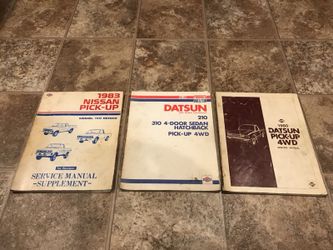 1983
NISSAN
PICK-UP
SERVICE MANUAL
-SUPPLEMENT-
DATSUN
210
310 4-DOOR SEDAN
HATCHBACK
PICK-UP 4WD
1980
DATSUN
PICK-UP
4WD